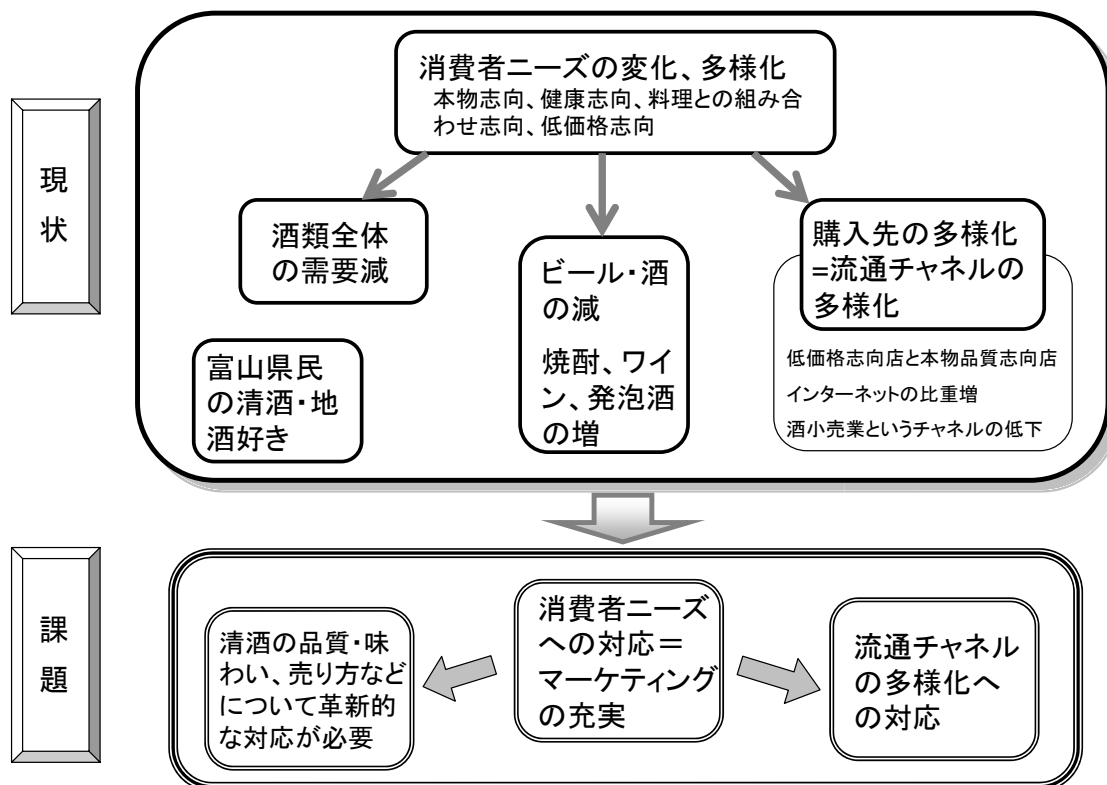 現状
消費者ニーズの変化、多様化
本物志向、健康志向、料理との組み合
わせ志向、低価格志向
酒類全体
の需要減
富山県民
の清酒・地
酒好き
ビール・酒
の減
焼酎、ワイ
ン、発泡酒
の増
購入先の多様化
=流通チャネルの
多様化
低価格志向店と本物品質志向店
インターネットの比重増
酒小売業というチャネルの低下
課題
清酒の品質・味
わい、売り方など
について革新的
な対応が必要
消費者ニーズ
への対応＝
マーケティング
の充実
流通チャネル
の多様化へ
の対応